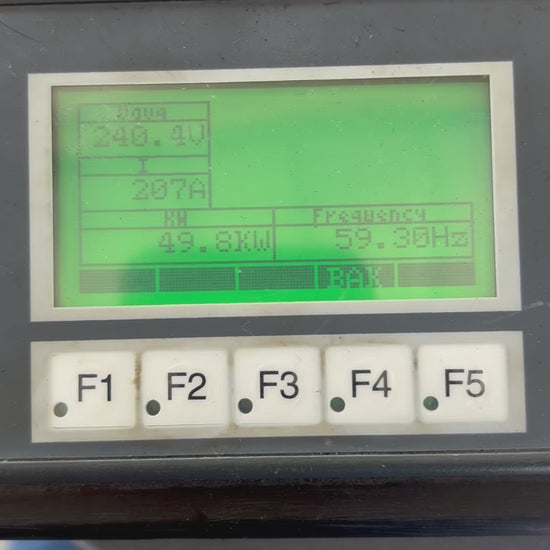 Vavg
240.4V
I
207A
KW Frequency
49.8KW 59.30Hz
BAK
F1 F2 F3 F4 F5